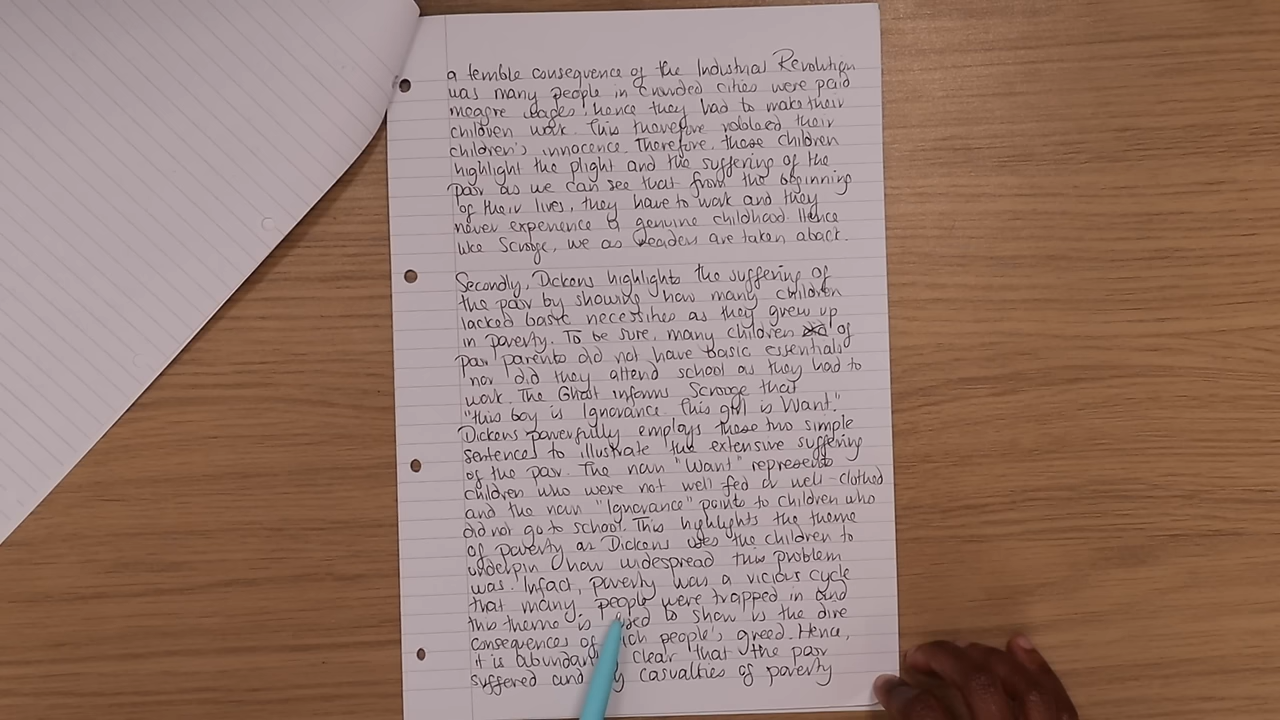 a terrible consequence of the Industrial Revolution
was many people in crowded cities were paid
meagre wages, hence they had to make their
children work. This therefore robbed their
children's innocence. Therefore, these children
highlight the plight and the suffering of the
poor as we can see that from the beginning
of their lives, they have to work and they
never experience a genuine childhood. Hence
like Scrooge, we as readers are taken aback.
Secondly, Dickens highlights the suffering of
the poor by showing how many children
lacked basic necessities as they grew up
in poverty. To be sure, many children of
poor parents did not have basic essentials
nor did they attend school as they had to
work. The Ghost informs Scrooge that
"this boy is Ignorance. This girl is Want."
Dickens powerfully employs these two simple
sentences to illustrate the extensive suffering
of the poor. The noun "Want" represents
children who were not well fed or well-clothed
and the noun "Ignorance" points to children who
did not go to school. This highlights the theme
of poverty as Dickens uses the children to
underpin how widespread this problem
was. Infact, poverty was a vicious cycle
that many people were trapped in and
this theme is used to show is the dire
consequences of rich people's greed. Hence,
it is abundantly clear that the poor
suffered and casualties of poverty